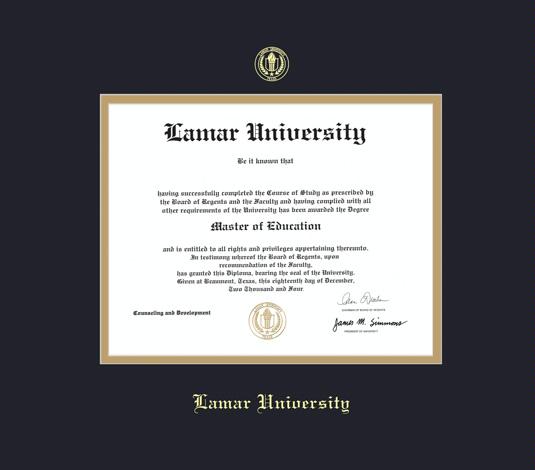 Lamar University
Be it known that
having successfully completed the Course of Study as prescribed by
the Board of Regents and the Faculty and having complied with all
other requirements of the University has been awarded the Degree
Master of Education
and is entitled to all rights and privileges appertaining thereunto.
In testimony whereof the Board of Regents, upon
recommendation of the Faculty,
has granted this Diploma, bearing the seal of the University.
Given at Beaumont, Texas, this eighteenth day of December,
Two Thousand and Four
Counseling and Development
CHAIRMAN OF BOARD OF REGENTS
James M. Simmons
PRESIDENT OF UNIVERSITY
Lamar University